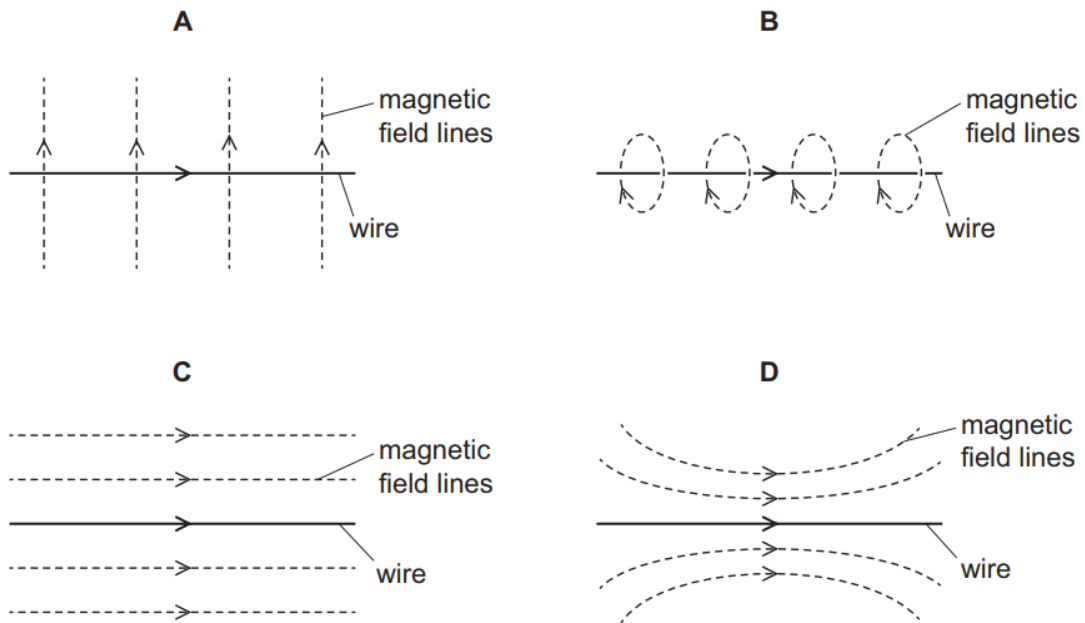 A
magnetic
field lines
wire
B
magnetic
field lines
wire
C
magnetic
field lines
wire
D
magnetic
field lines
wire